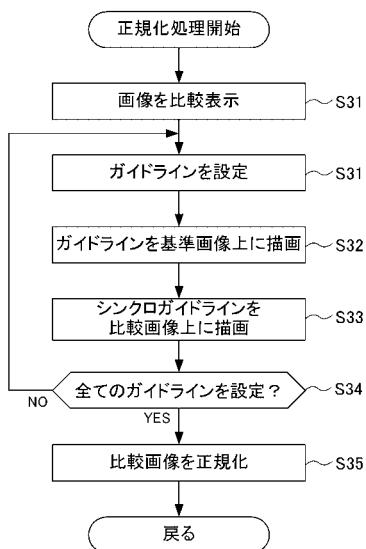 正規化処理開始
画像を比較表示
S31
ガイドラインを設定
S31
ガイドラインを基準画像上に描画
S32
シンクロガイドラインを
比較画像上に描画
S33
全てのガイドラインを設定？
S34
NO
YES
比較画像を正規化
S35
戻る